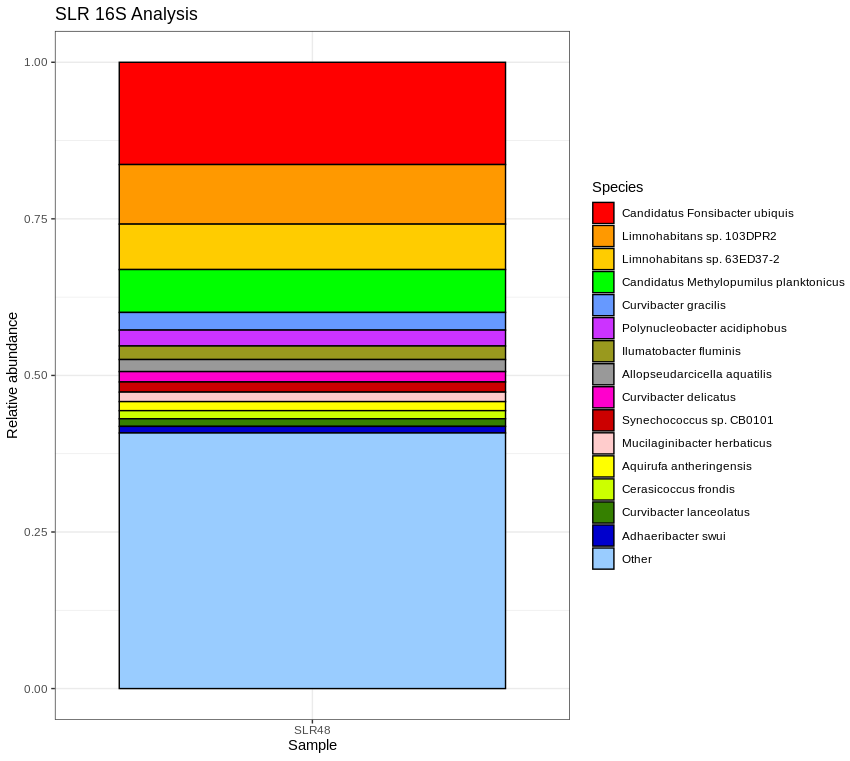 SLR 16S Analysis
1.00
0.75
0.50
0.25
0.00
Relative abundance
SLR48
Sample
Species
Candidatus Fonsibacter ubiquis
Limnohabitans sp. 103DPR2
Limnohabitans sp. 63ED37-2
Candidatus Methylopumilus planktonicus
Curvibacter gracilis
Polynucleobacter acidiphobus
Ilumatobacter fluminis
Allopseudarcicella aquatilis
Curvibacter delicatus
Synechococcus sp. CB0101
Mucilaginibacter herbaticus
Aquirufa antheringensis
Cerasicoccus frondis
Curvibacter lanceolatus
Adhaeribacter swui
Other